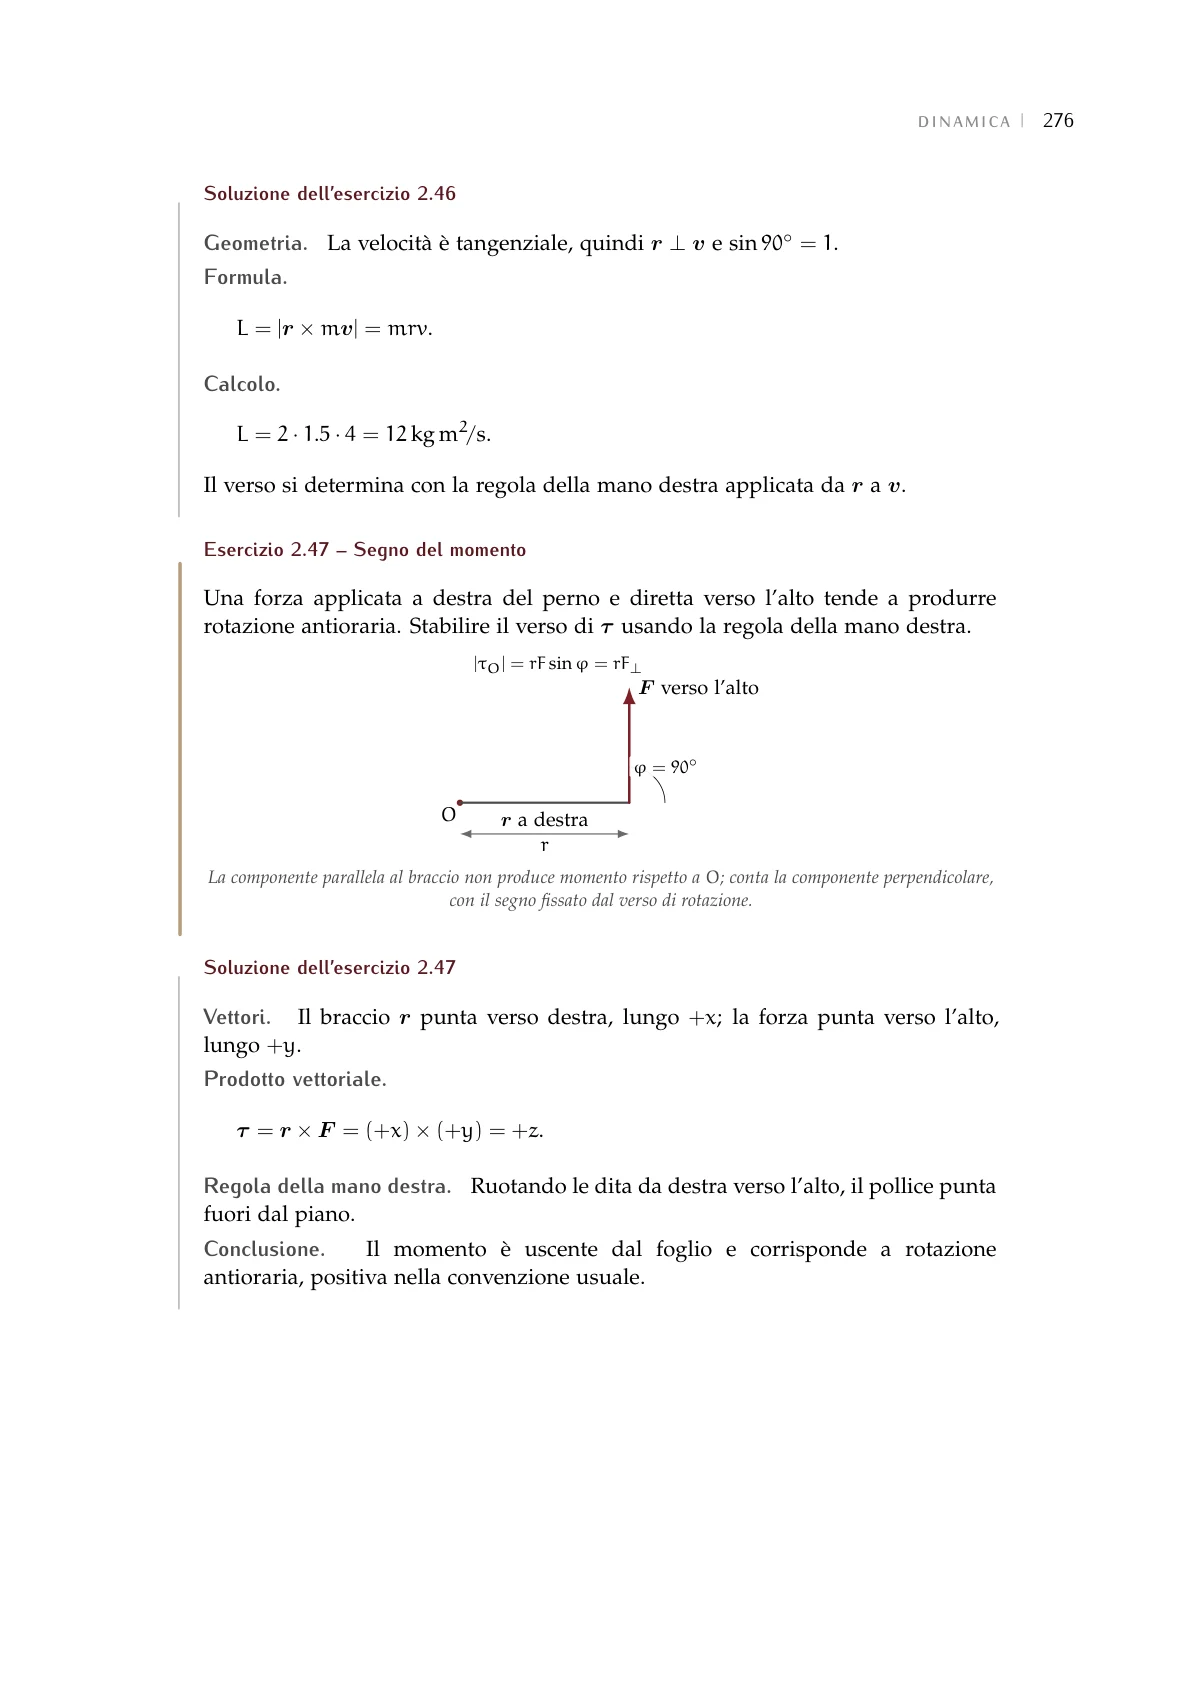 DINAMICA | 276
Soluzione dell'esercizio 2.46
Geometria. La velocità è tangenziale, quindi r ⊥ v e sin 90° = 1.
Formula.
L = |r × mv| = mrv.
Calcolo.
L = 2 · 1.5 · 4 = 12 kg m²/s.
Il verso si determina con la regola della mano destra applicata da r a v.
Esercizio 2.47 – Segno del momento
Una forza applicata a destra del perno e diretta verso l'alto tende a produrre
rotazione antioraria. Stabilire il verso di τ usando la regola della mano destra.
|τ_O| = rF sin φ = rF_⊥
F verso l'alto
φ = 90°
O
r a destra
r
La componente parallela al braccio non produce momento rispetto a O; conta la componente perpendicolare,
con il segno fissato dal verso di rotazione.
Soluzione dell'esercizio 2.47
Vettori. Il braccio r punta verso destra, lungo +x; la forza punta verso l'alto,
lungo +y.
Prodotto vettoriale.
τ = r × F = (+x) × (+y) = +z.
Regola della mano destra. Ruotando le dita da destra verso l'alto, il pollice punta
fuori dal piano.
Conclusione. Il momento è uscente dal foglio e corrisponde a rotazione
antioraria, positiva nella convenzione usuale.